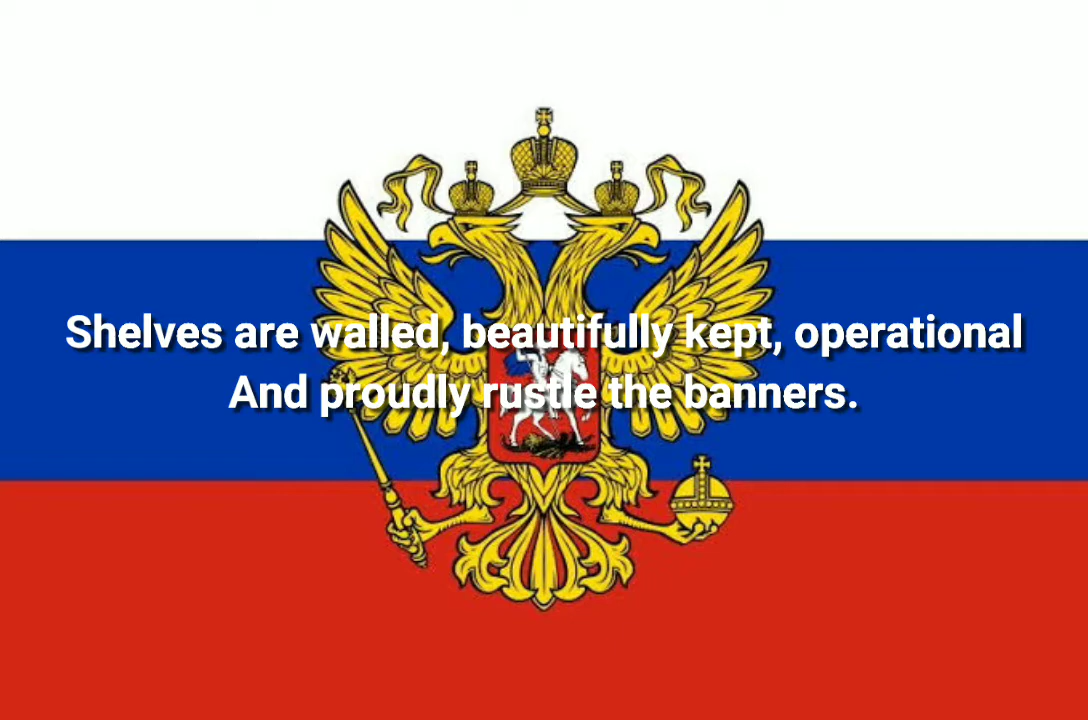 Shelves are walled, beautifully kept, operational
And proudly rustle the banners.